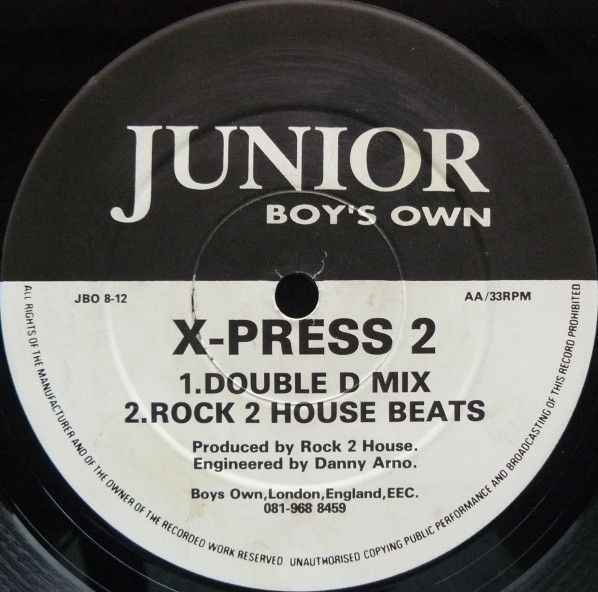 JUNIOR
BOY'S OWN
JBO 8-12
AA/33RPM
X-PRESS 2
1.DOUBLE D MIX
2.ROCK 2 HOUSE BEATS
Produced by Rock 2 House.
Engineered by Danny Arno.
Boys Own,London,England,EEC.
081-968 8459
ALL RIGHTS OF THE MANUFACTURER AND OF THE OWNER OF THE RECORDED WORK RESERVED UNAUTHORISED COPYING PUBLIC PERFORMANCE AND BROADCASTING OF THIS RECORD PROHIBITED